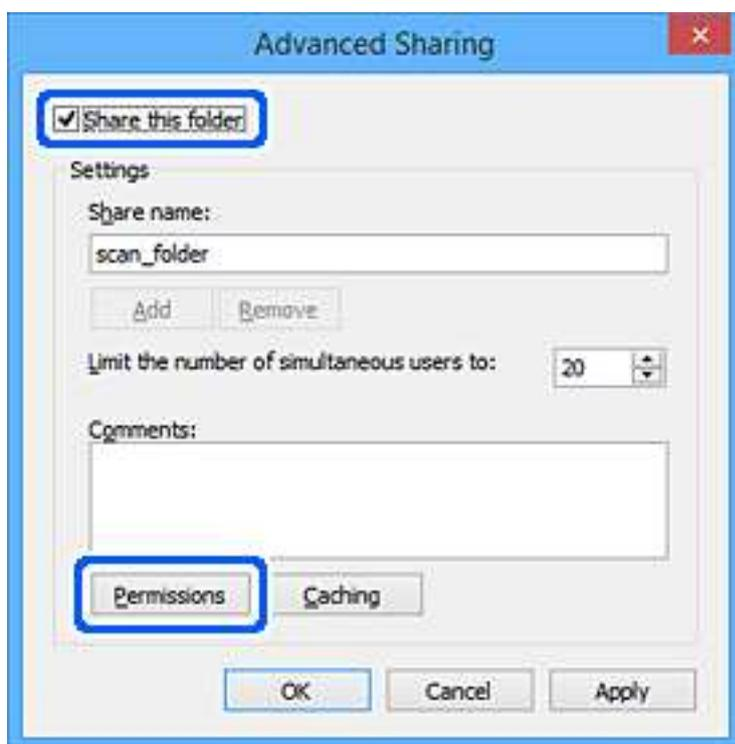 Advanced Sharing
Share this folder
Settings
Share name:
scan_folder
Add Remove
Limit the number of simultaneous users to: 20
Comments:
Permissions Caching
OK Cancel Apply